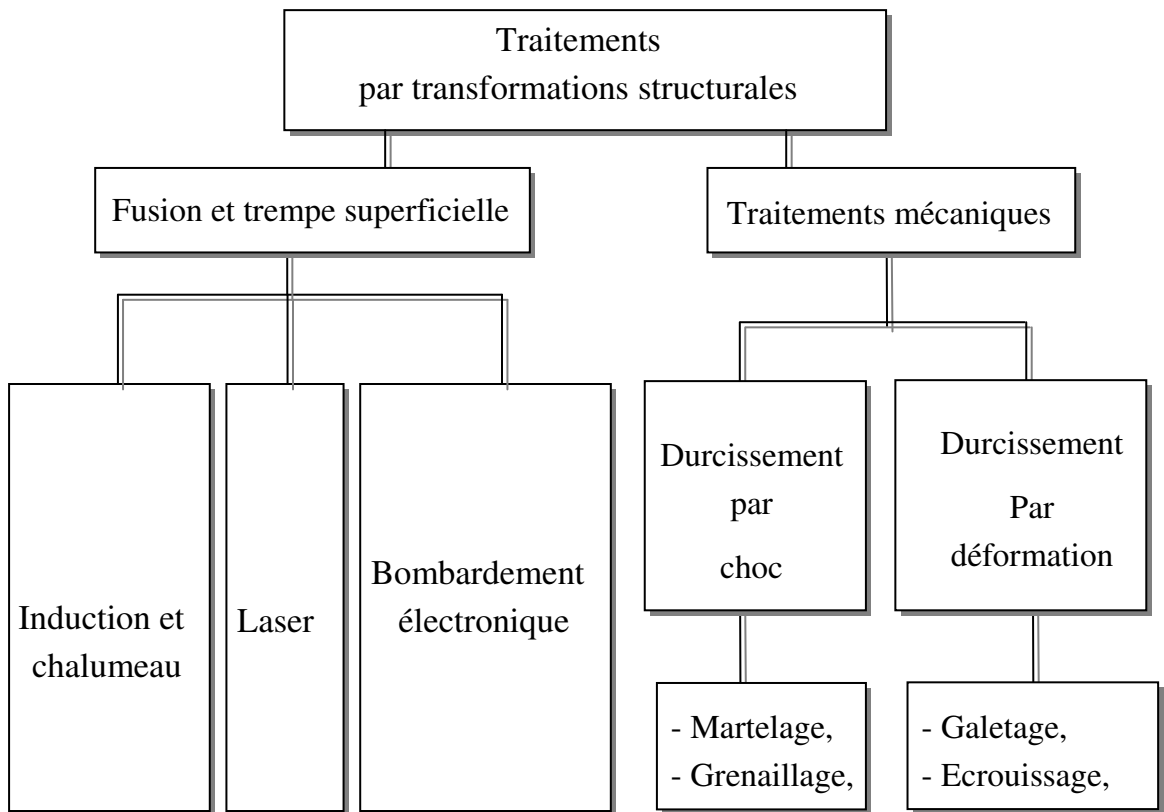 Traitements
par transformations structurales
Fusion et trempe superficielle
Traitements mécaniques
Induction et
chalumeau
Laser
Bombardement
électronique
Durcissement
par
choc
Durcissement
Par
déformation
- Martelage,
- Grenaillage,
- Galetage,
- Ecrouissage,